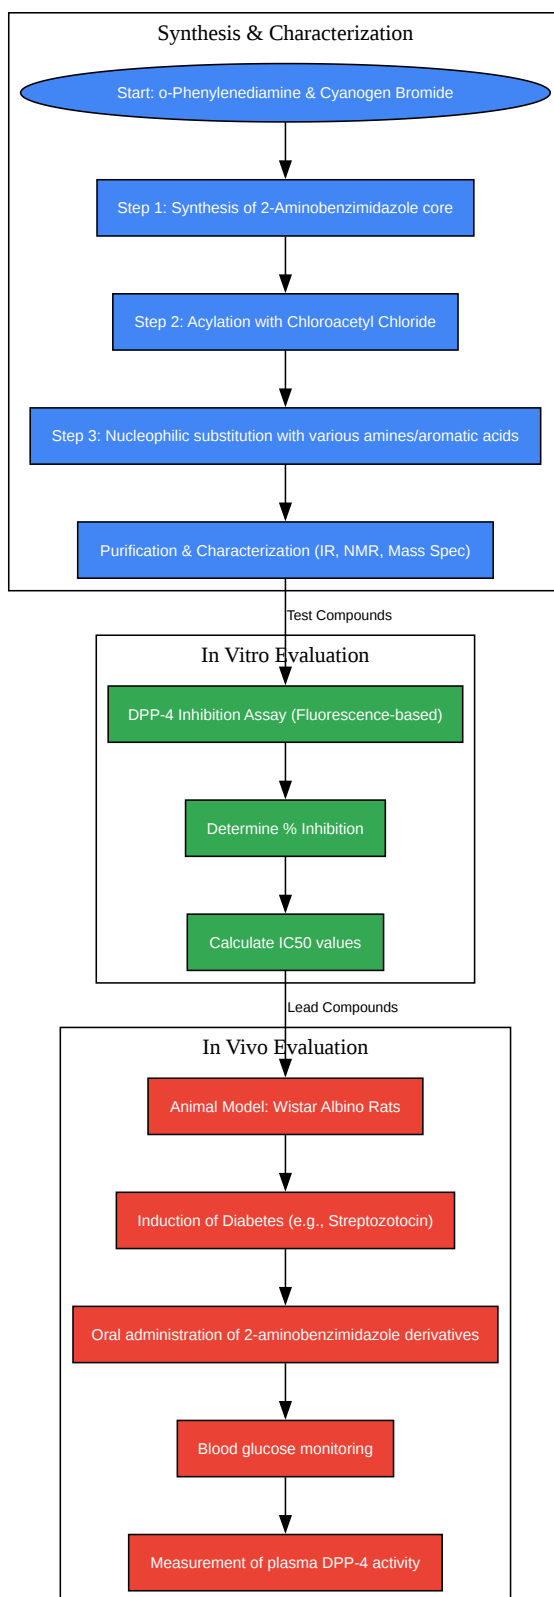 Synthesis & Characterization
Start: o-Phenylenediamine & Cyanogen Bromide
Step 1: Synthesis of 2-Aminobenzimidazole core
Step 2: Acylation with Chloroacetyl Chloride
Step 3: Nucleophilic substitution with various amines/aromatic acids
Purification & Characterization (IR, NMR, Mass Spec)
Test Compounds
In Vitro Evaluation
DPP-4 Inhibition Assay (Fluorescence-based)
Determine % Inhibition
Calculate IC50 values
Lead Compounds
In Vivo Evaluation
Animal Model: Wistar Albino Rats
Induction of Diabetes (e.g., Streptozotocin)
Oral administration of 2-aminobenzimidazole derivatives
Blood glucose monitoring
Measurement of plasma DPP-4 activity